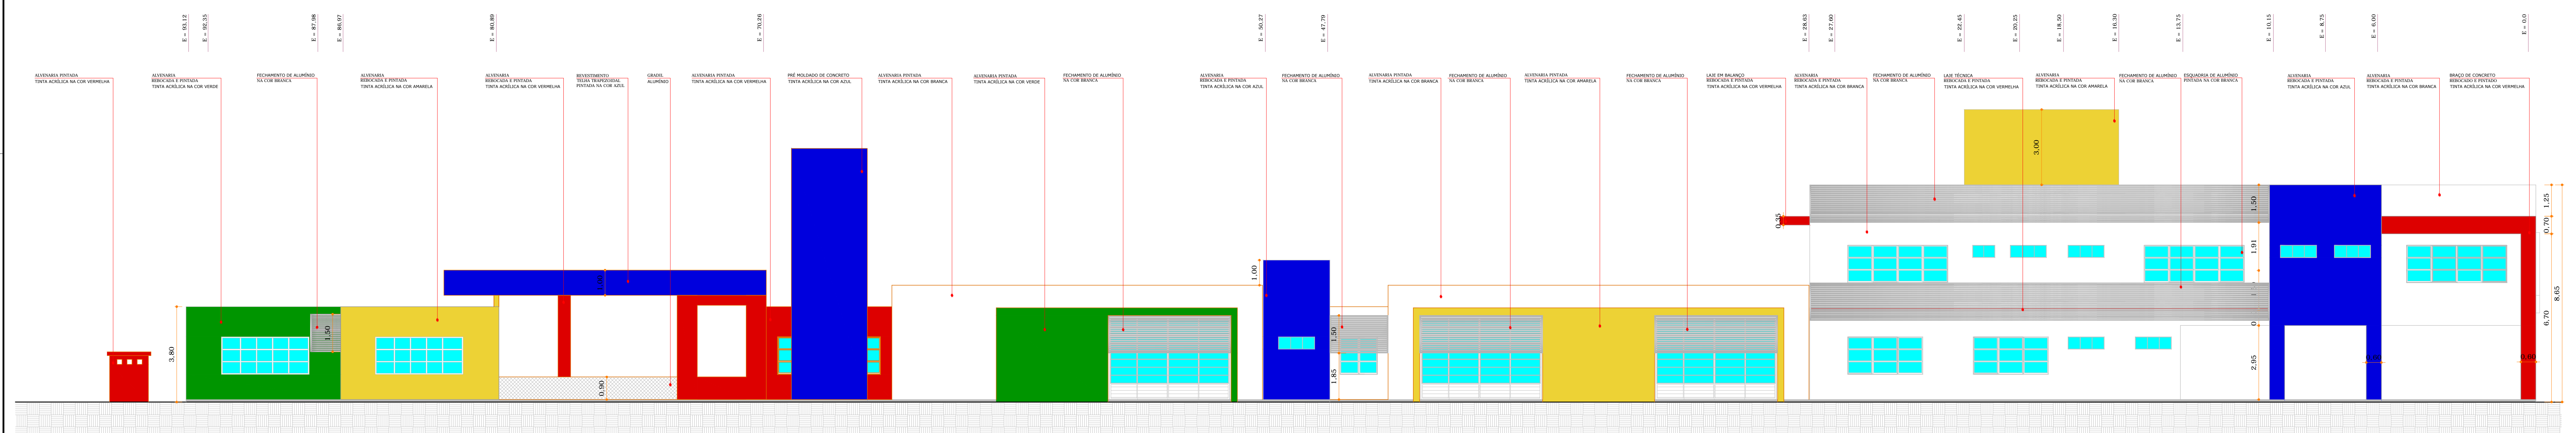 E = 93,12
E = 92,35
E = 87,98
E = 86,97
E = 80,89
E = 70,26
E = 50,27
E = 47,79
E = 28,63
E = 27,60
E = 22,45
E = 20,25
E = 18,50
E = 16,30
E = 13,75
E = 10,15
E = 8,75
E = 6,00
E = 0,0
ALVENARIA PINTADA
TINTA ACRÍLICA NA COR VERMELHA
ALVENARIA
REBOCADA E PINTADA
TINTA ACRÍLICA NA COR VERDE
FECHAMENTO DE ALUMÍNIO
NA COR BRANCA
ALVENARIA
REBOCADA E PINTADA
TINTA ACRÍLICA NA COR AMARELA
ALVENARIA
REBOCADA E PINTADA
TINTA ACRÍLICA NA COR VERMELHA
REVESTIMENTO
TELHA TRAPEZOIDAL
PINTADA NA COR AZUL
GRADIL
ALUMÍNIO
ALVENARIA PINTADA
TINTA ACRÍLICA NA COR VERMELHA
PRÉ MOLDADO DE CONCRETO
TINTA ACRÍLICA NA COR AZUL
ALVENARIA PINTADA
TINTA ACRÍLICA NA COR BRANCA
ALVENARIA PINTADA
TINTA ACRÍLICA NA COR VERDE
FECHAMENTO DE ALUMÍNIO
NA COR BRANCA
ALVENARIA
REBOCADA E PINTADA
TINTA ACRÍLICA NA COR AZUL
FECHAMENTO DE ALUMÍNIO
NA COR BRANCA
ALVENARIA PINTADA
TINTA ACRÍLICA NA COR BRANCA
FECHAMENTO DE ALUMÍNIO
NA COR BRANCA
ALVENARIA PINTADA
TINTA ACRÍLICA NA COR AMARELA
FECHAMENTO DE ALUMÍNIO
NA COR BRANCA
LAJE EM BALANÇO
REBOCADA E PINTADA
TINTA ACRÍLICA NA COR VERMELHA
ALVENARIA
REBOCADA E PINTADA
TINTA ACRÍLICA NA COR BRANCA
FECHAMENTO DE ALUMÍNIO
NA COR BRANCA
LAJE TÉCNICA
REBOCADA E PINTADA
TINTA ACRÍLICA NA COR VERMELHA
ALVENARIA
REBOCADA E PINTADA
TINTA ACRÍLICA NA COR AMARELA
FECHAMENTO DE ALUMÍNIO
NA COR BRANCA
ESQUADRIA DE ALUMÍNIO
PINTADA NA COR BRANCA
ALVENARIA
REBOCADA E PINTADA
TINTA ACRÍLICA NA COR AZUL
ALVENARIA
REBOCADA E PINTADA
TINTA ACRÍLICA NA COR BRANCA
BRAÇO DE CONCRETO
REBOCADO E PINTADO
TINTA ACRÍLICA NA COR VERMELHA
3,80
1,50
0,90
1,00
1,50
1,85
0,35
3,00
1,50
1,91
2,95
0,60
1,25
0,70
6,70
8,65